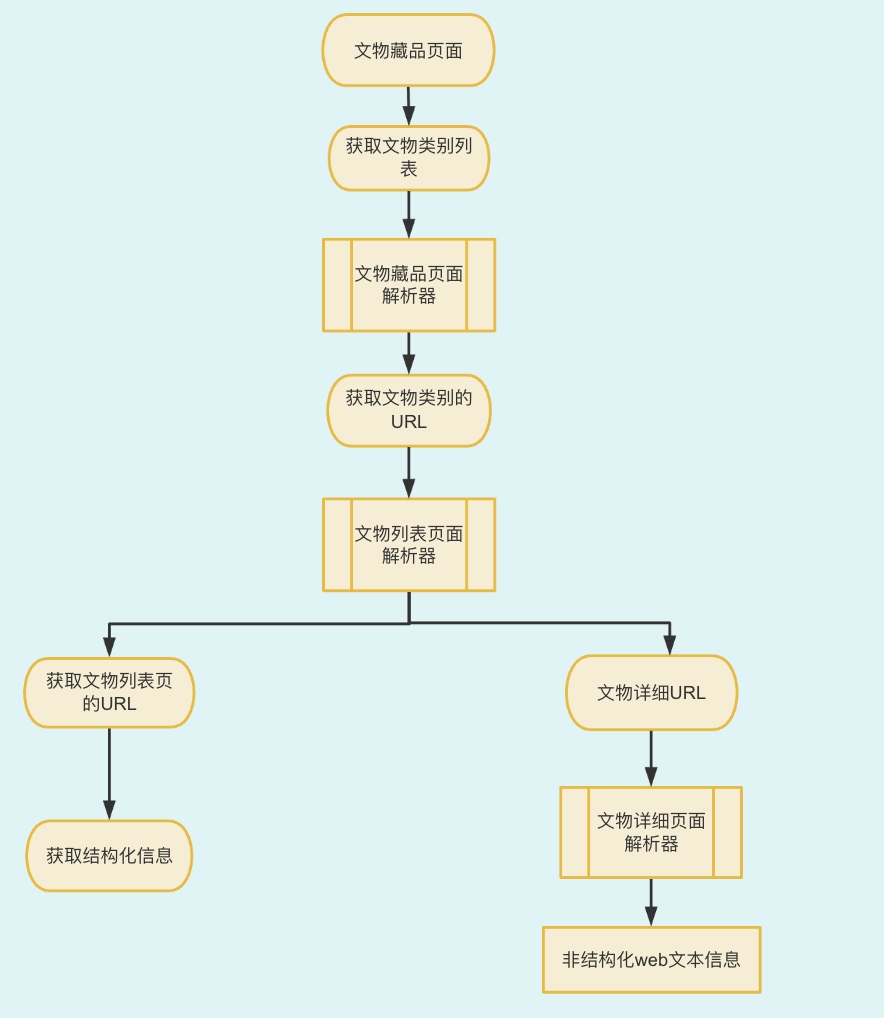 文物藏品页面
获取文物类别列
表
文物藏品页面
解析器
获取文物类别的
URL
文物列表页面
解析器
获取文物列表页
的URL
文物详细URL
获取结构化信息
文物详细页面
解析器
非结构化web文本信息